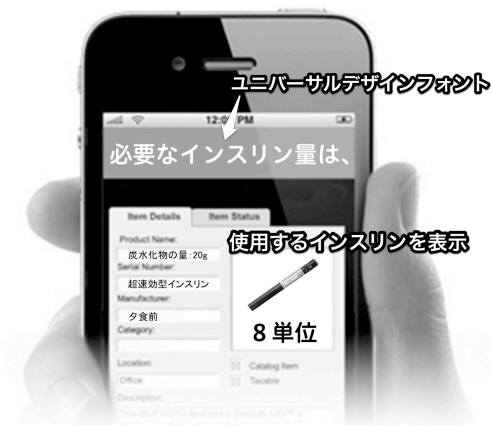 ユニバーサルデザインフォント
必要なインスリン量は、
Item Details
Item Status
使用するインスリンを表示
Product Name:
炭水化物の量:20g
Serial Number:
超速効型インスリン
Manufacturer:
夕食前
8単位
Category:
Location:
Catalog Item
Office
Taxable
Description: